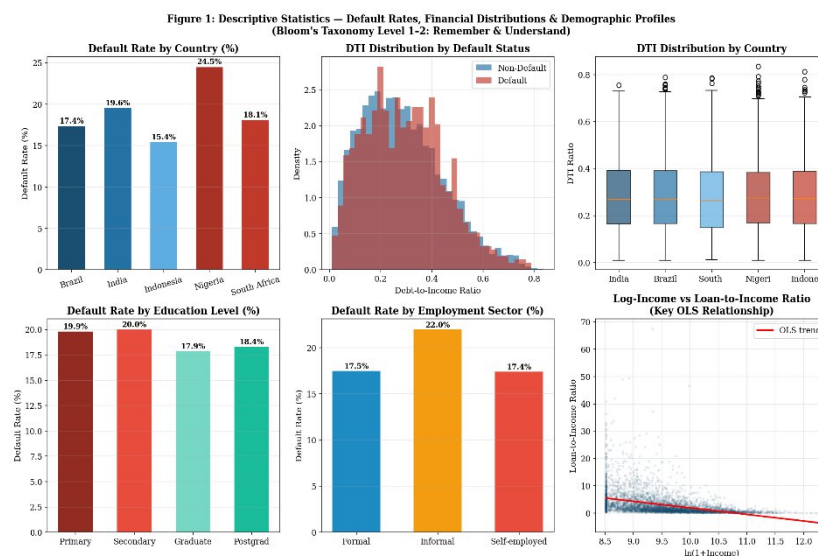 Figure 1: Descriptive Statistics — Default Rates, Financial Distributions & Demographic Profiles
(Bloom's Taxonomy Level 1–2: Remember & Understand)
Default Rate by Country (%)
Default Rate (%)
25
20
15
10
5
0
17.4%
19.6%
15.4%
24.5%
18.1%
Brazil
India
Indonesia
Nigeria
South Africa
DTI Distribution by Default Status
Non-Default
Default
Density
2.5
2.0
1.5
1.0
0.5
0.0
0.0
0.2
0.4
0.6
0.8
Debt-to-Income Ratio
DTI Distribution by Country
DTI Ratio
0.8
0.6
0.4
0.2
0.0
India
Brazil
South
Nigeri
Indone
Default Rate by Education Level (%)
Default Rate (%)
20.0
17.5
15.0
12.5
10.0
7.5
5.0
2.5
0.0
19.9%
20.0%
17.9%
18.4%
Primary
Secondary
Graduate
Postgrad
Default Rate by Employment Sector (%)
Default Rate (%)
20
15
10
5
0
17.5%
22.0%
17.4%
Formal
Informal
Self-employed
Log-Income vs Loan-to-Income Ratio
(Key OLS Relationship)
OLS trend
Loan-to-Income Ratio
70
60
50
40
30
20
10
0
8.5
9.0
9.5
10.0
10.5
11.0
11.5
12.0
ln(1+Income)